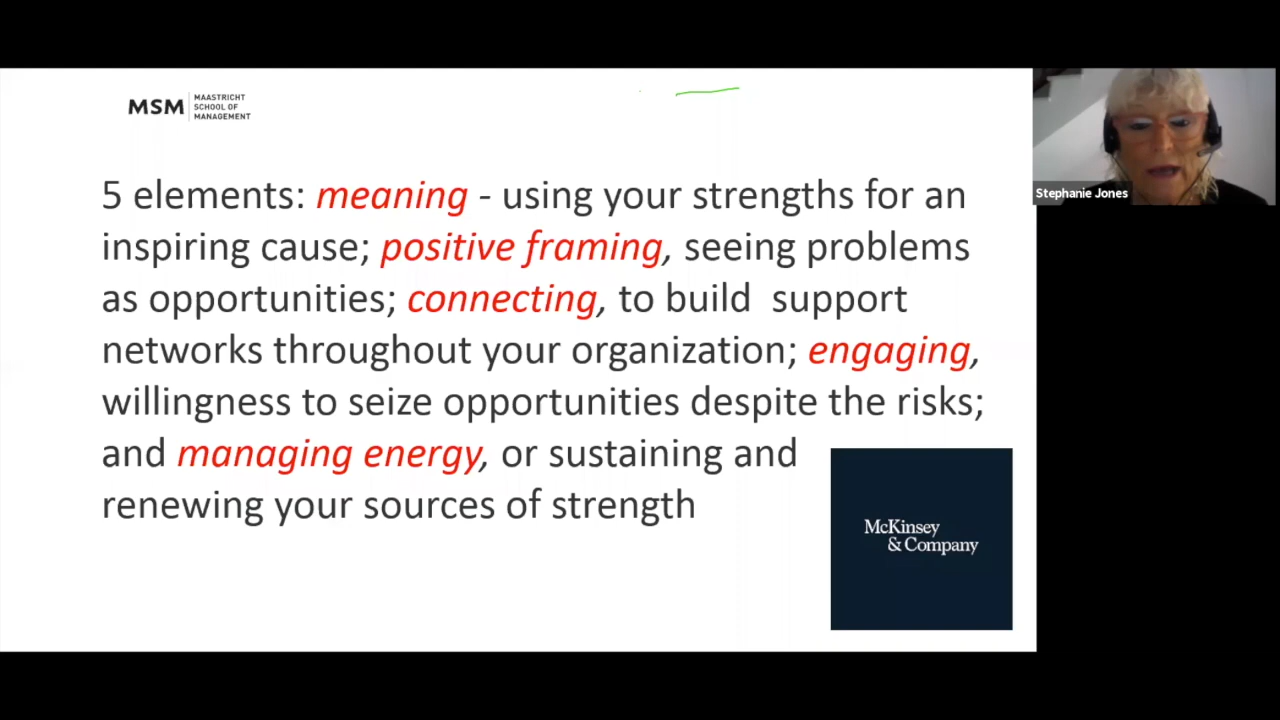 MSM
MAASTRICHT
SCHOOL OF
MANAGEMENT
5 elements: meaning - using your strengths for an
inspiring cause; positive framing, seeing problems
as opportunities; connecting, to build  support
networks throughout your organization; engaging,
willingness to seize opportunities despite the risks;
and managing energy, or sustaining and
renewing your sources of strength
McKinsey
& Company
Stephanie Jones